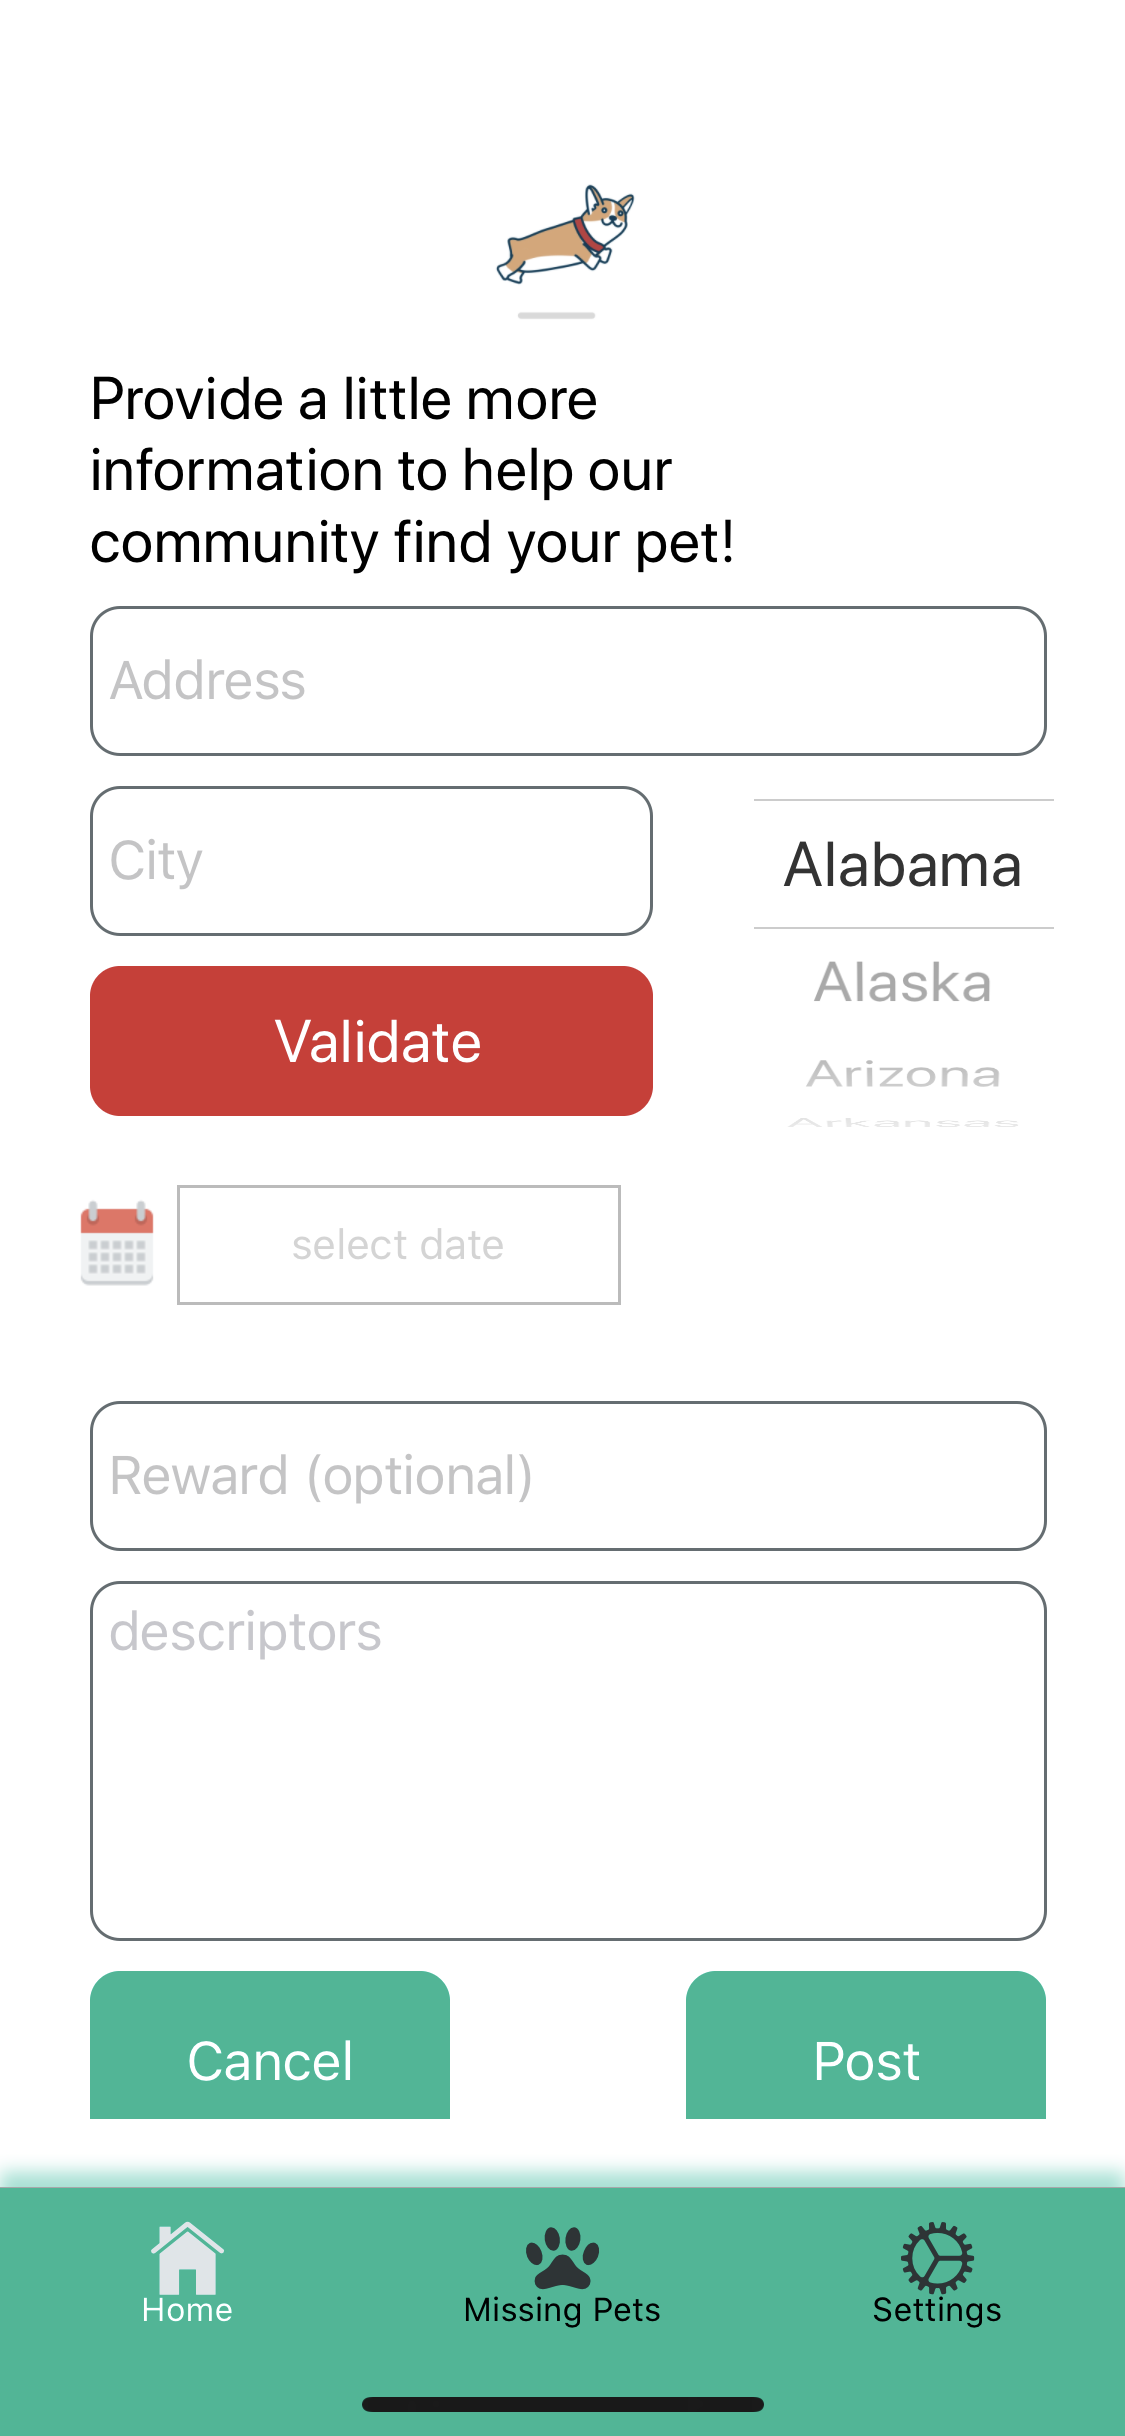 Provide a little more
information to help our
community find your pet!
Address
City
Alabama
Alaska
Arizona
Arkansas
Validate
select date
Reward (optional)
descriptors
Cancel
Post
Home
Missing Pets
Settings